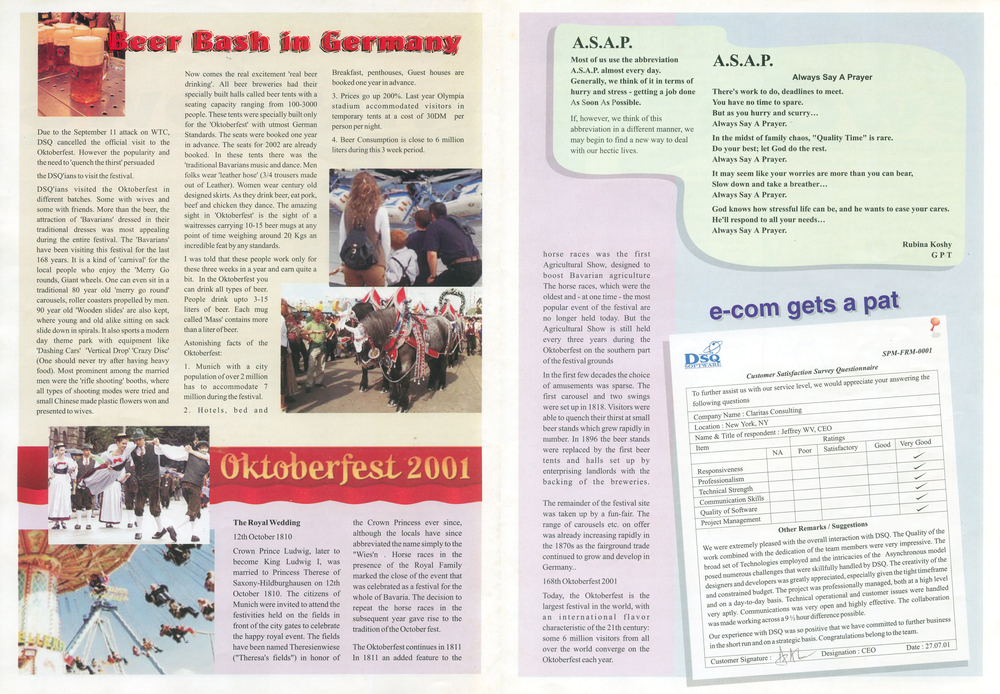 Beer Bash in Germany
Due to the September 11 attack on WTC,
DSQ cancelled the official visit to the
Oktoberfest. However the popularity and
the need to 'quench the thirst' persuaded
the DSQ'ians to visit the festival.
DSQ'ians visited the Oktoberfest in
different batches. Some with wives and
some with friends. More than the beer, the
attraction of 'Bavarians' dressed in their
traditional dresses was most appealing
during the entire festival. The 'Bavarians'
have been visiting this festival for the last
168 years. It is a kind of 'carnival' for the
local people who enjoy the 'Merry Go
rounds, Giant wheels. One can even sit in a
traditional 80 year old 'merry go round'
carousels, roller coasters propelled by men.
90 year old 'Wooden slides' are also kept,
where young and old alike sitting on sack
slide down in spirals. It also sports a modern
day theme park with equipment like
'Dashing Cars' 'Vertical Drop' 'Crazy Disc'
(One should never try after having heavy
food). Most prominent among the married
men were the 'rifle shooting' booths, where
all types of shooting modes were tried and
small Chinese made plastic flowers won and
presented to wives.
Now comes the real excitement 'real beer
drinking'. All beer breweries had their
specially built halls called beer tents with a
seating capacity ranging from 100-3000
people. These tents were specially built only
for the 'Oktoberfest' with utmost German
Standards. The seats were booked one year
in advance. The seats for 2002 are already
booked. In these tents there was the
'traditional Bavarians music and dance. Men
folks wear 'leather hose' (3/4 trousers made
out of Leather). Women wear century old
designed skirts. As they drink beer, eat pork,
beef and chicken they dance. The amazing
sight in 'Oktoberfest' is the sight of a
waitresses carrying 10-15 beer mugs at any
point of time weighing around 20 Kgs an
incredible feat by any standards.
I was told that these people work only for
these three weeks in a year and earn quite a
bit. In the Oktoberfest you
can drink all types of beer.
People drink upto 3-15
liters of beer. Each mug
called 'Mass' contains more
than a liter of beer.
Astonishing facts of the
Oktoberfest:
1. Munich with a city
population of over 2 million
has to accommodate 7
million during the festival.
2. Hotels, bed and
Breakfast, penthouses, Guest houses are
booked one year in advance.
3. Prices go up 200%. Last year Olympia
stadium accommodated visitors in
temporary tents at a cost of 30DM per
person per night.
4. Beer Consumption is close to 6 million
liters during this 3 week period.
Oktoberfest 2001
The Royal Wedding
12th October 1810
Crown Prince Ludwig, later to
become King Ludwig I, was
married to Princess Therese of
Saxony-Hildburghausen on 12th
October 1810. The citizens of
Munich were invited to attend the
festivities held on the fields in
front of the city gates to celebrate
the happy royal event. The fields
have been named Theresienwiese
("Theresa's fields") in honor of
the Crown Princess ever since,
although the locals have since
abbreviated the name simply to the
"Wies'n . Horse races in the
presence of the Royal Family
marked the close of the event that
was celebrated as a festival for the
whole of Bavaria. The decision to
repeat the horse races in the
subsequent year gave rise to the
tradition of the October fest.
The Oktoberfest continues in 1811
In 1811 an added feature to the
horse races was the first
Agricultural Show, designed to
boost Bavarian agriculture
The horse races, which were the
oldest and - at one time - the most
popular event of the festival are
no longer held today. But the
Agricultural Show is still held
every three years during the
Oktoberfest on the southern part
of the festival grounds
In the first few decades the choice
of amusements was sparse. The
first carousel and two swings
were set up in 1818. Visitors were
able to quench their thirst at small
beer stands which grew rapidly in
number. In 1896 the beer stands
were replaced by the first beer
tents and halls set up by
enterprising landlords with the
backing of the breweries.
The remainder of the festival site
was taken up by a fun-fair. The
range of carousels etc. on offer
was already increasing rapidly in
the 1870s as the fairground trade
continued to grow and develop in
Germany..
168th Oktoberfest 2001
Today, the Oktoberfest is the
largest festival in the world, with
an international flavor
characteristic of the 21th century:
some 6 million visitors from all
over the world converge on the
Oktoberfest each year.
A.S.A.P.
Most of us use the abbreviation
A.S.A.P. almost every day.
Generally, we think of it in terms of
hurry and stress - getting a job done
As Soon As Possible.
If, however, we think of this
abbreviation in a different manner, we
may begin to find a new way to deal
with our hectic lives.
A.S.A.P.
Always Say A Prayer
There's work to do, deadlines to meet.
You have no time to spare.
But as you hurry and scurry…
Always Say A Prayer.
In the midst of family chaos, "Quality Time" is rare.
Do your best; let God do the rest.
Always Say A Prayer.
It may seem like your worries are more than you can bear,
Slow down and take a breather…
Always Say A Prayer.
God knows how stressful life can be, and he wants to ease your cares.
He'll respond to all your needs…
Always Say A Prayer.
Rubina Koshy
G P T
e-com gets a pat
DSQ
SOFTWARE
SPM-FRM-0001
Customer Satisfaction Survey Questionnaire
To further assist us with our service level, we would appreciate your answering the
following questions
Company Name : Claritas Consulting
Location : New York, NY
Name & Title of respondent : Jeffrey WV, CEO
Item Ratings
NA Poor Satisfactory Good Very Good
Responsiveness ✓
Professionalism ✓
Technical Strength ✓
Communication Skills ✓
Quality of Software ✓
Project Management
Other Remarks / Suggestions
We were extremely pleased with the overall interaction with DSQ. The Quality of the
work combined with the dedication of the team members were very impressive. The
broad set of Technologies employed and the intricacies of the Asynchronous model
posed numerous challenges that were skillfully handled by DSQ. The creativity of the
designers and developers was greatly appreciated, especially given the tight timeframe
and constrained budget. The project was professionally managed, both at a high level
and on a day-to-day basis. Technical operational and customer issues were handled
very aptly. Communications was very open and highly effective. The collaboration
was made working across a 9 ½ hour difference possible.
Our experience with DSQ was so positive that we have committed to further business
in the short run and on a strategic basis. Congratulations belong to the team.
Customer Signature : Designation : CEO Date : 27.07.01